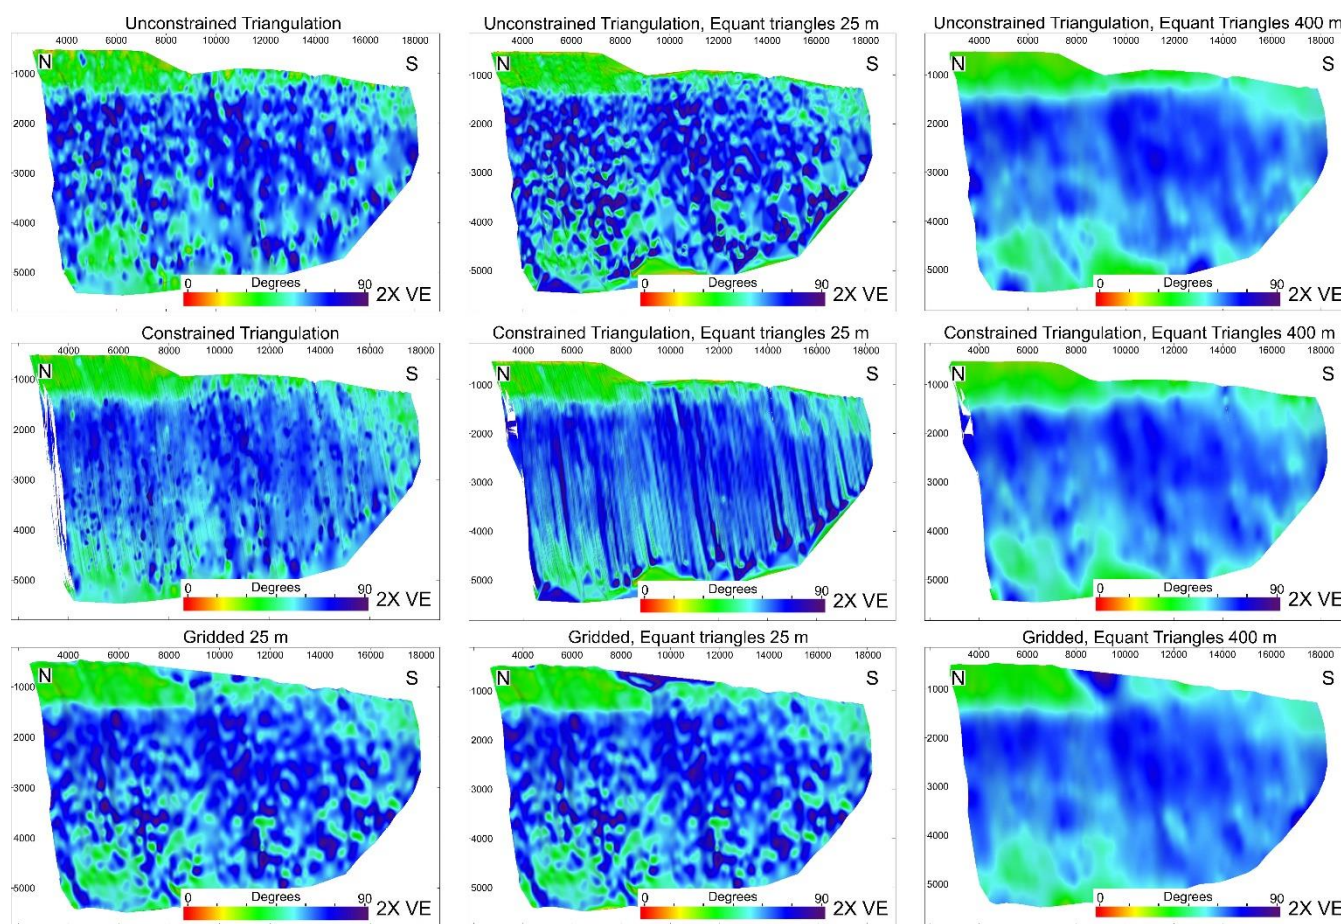 Unconstrained Triangulation
4000 6000 8000 10000 12000 14000 16000 18000
N S
-1000
-2000
-3000
-4000
-5000
Degrees
0 90
2X VE
Unconstrained Triangulation, Equant triangles 25 m
4000 6000 8000 10000 12000 14000 16000 18000
N S
-1000
-2000
-3000
-4000
-5000
Degrees
0 90
2X VE
Unconstrained Triangulation, Equant Triangles 400 m
4000 6000 8000 10000 12000 14000 16000 18000
N S
-1000
-2000
-3000
-4000
-5000
Degrees
0 90
2X VE
Constrained Triangulation
4000 6000 8000 10000 12000 14000 16000 18000
N S
-1000
-2000
-3000
-4000
-5000
Degrees
0 90
2X VE
Constrained Triangulation, Equant triangles 25 m
4000 6000 8000 10000 12000 14000 16000 18000
N S
-1000
-2000
-3000
-4000
-5000
Degrees
0 90
2X VE
Constrained Triangulation, Equant Triangles 400 m
4000 6000 8000 10000 12000 14000 16000 18000
N S
-1000
-2000
-3000
-4000
-5000
Degrees
0 90
2X VE
Gridded 25 m
4000 6000 8000 10000 12000 14000 16000 18000
N S
-1000
-2000
-3000
-4000
-5000
Degrees
0 90
2X VE
Gridded, Equant triangles 25 m
4000 6000 8000 10000 12000 14000 16000 18000
N S
-1000
-2000
-3000
-4000
-5000
Degrees
0 90
2X VE
Gridded, Equant Triangles 400 m
4000 6000 8000 10000 12000 14000 16000 18000
N S
-1000
-2000
-3000
-4000
-5000
Degrees
0 90
2X VE